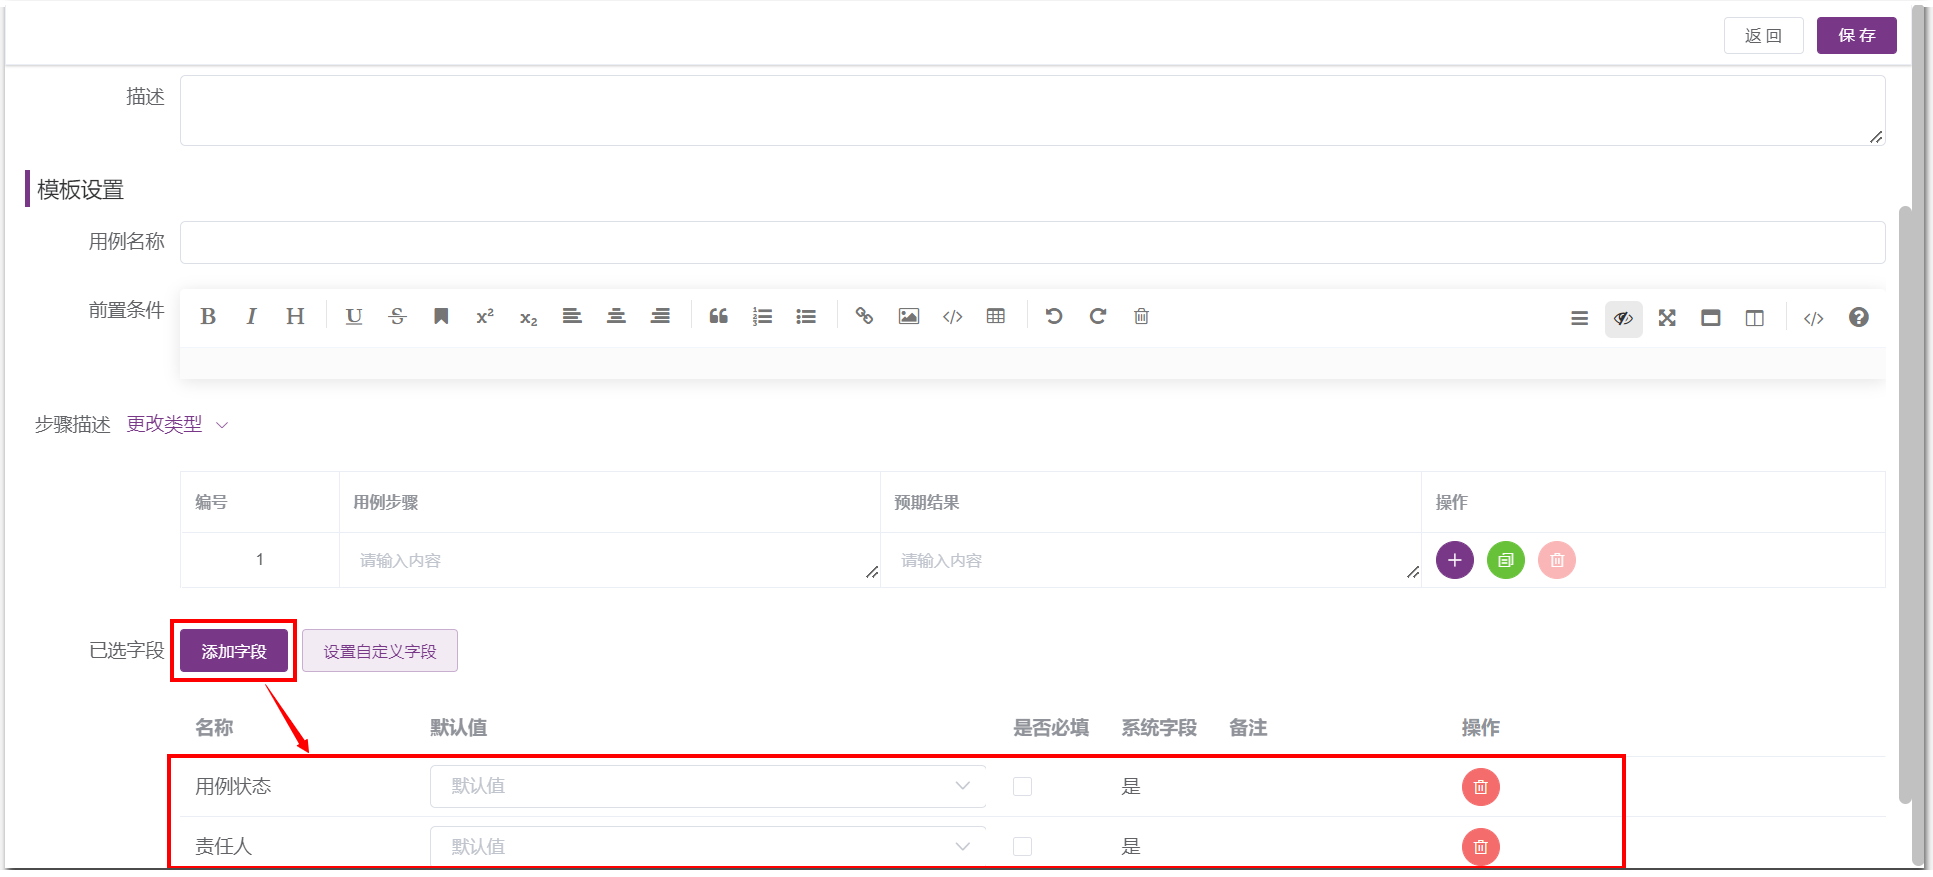 返 回 保 存
描述
模板设置
用例名称
前置条件 B I H U S x² x₂
步骤描述 更改类型
编号 用例步骤 预期结果 操作
1 请输入内容 请输入内容
已选字段 添加字段 设置自定义字段
名称 默认值 是否必填 系统字段 备注 操作
用例状态 默认值 是
责任人 默认值 是